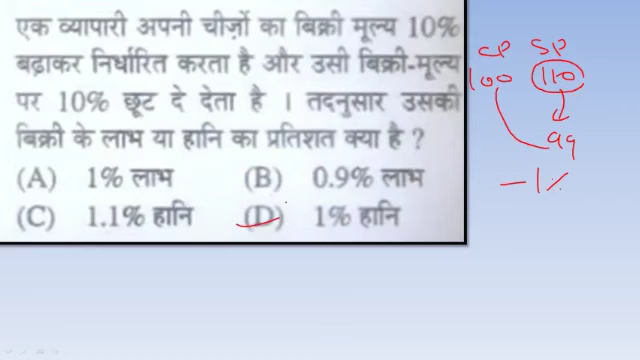 एक व्यापारी अपनी चीज़ों का बिक्री मूल्य 10%
बढ़ाकर निर्धारित करता है और उसी बिक्री-मूल्य
पर 10% छूट दे देता है । तदनुसार उसकी
बिक्री के लाभ या हानि का प्रतिशत क्या है ?
(A) 1% लाभ (B) 0.9% लाभ
(C) 1.1% हानि (D) 1% हानि
CP SP
100 110
99
-1%